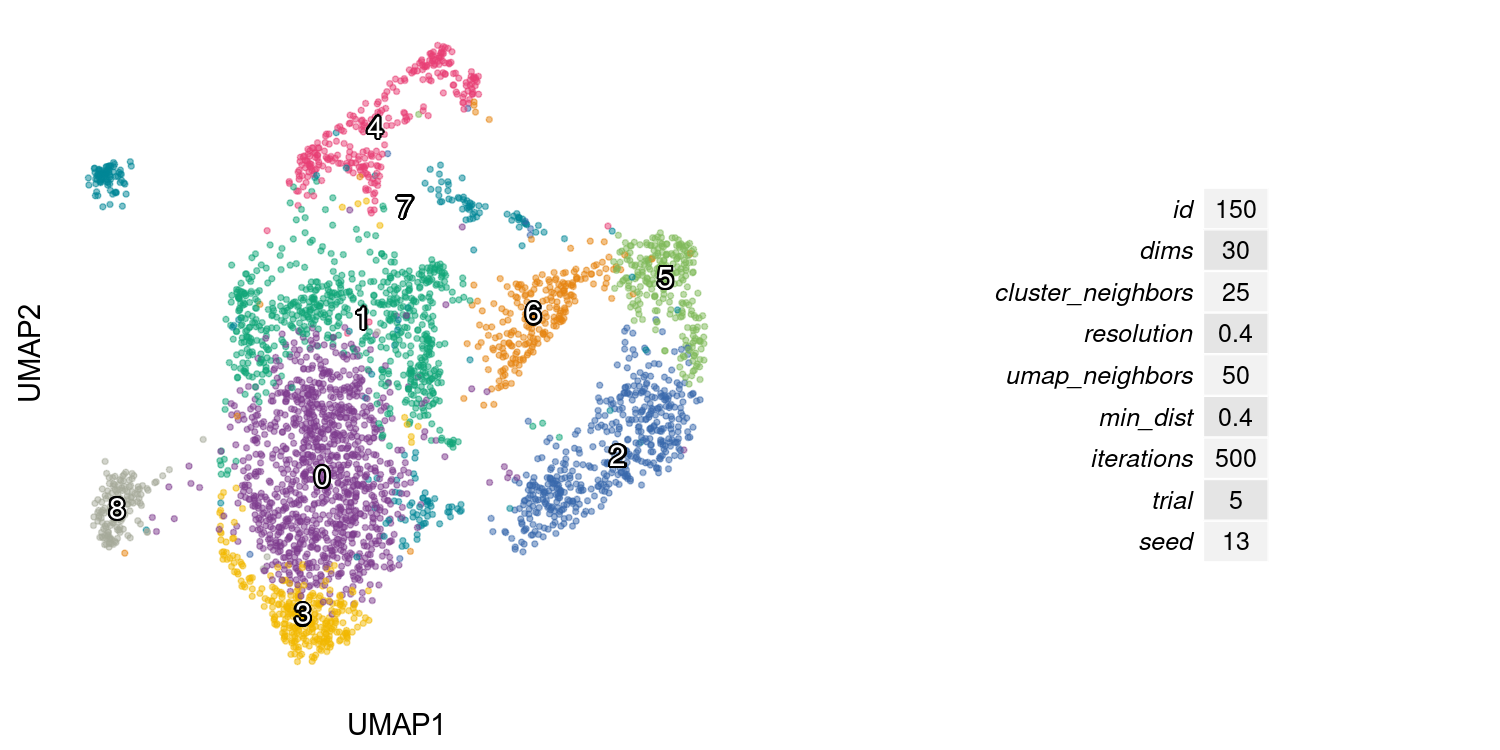 4
7
5
6
1
2
0
8
3
UMAP2
UMAP1
id 150
dims 30
cluster_neighbors 25
resolution 0.4
umap_neighbors 50
min_dist 0.4
iterations 500
trial 5
seed 13